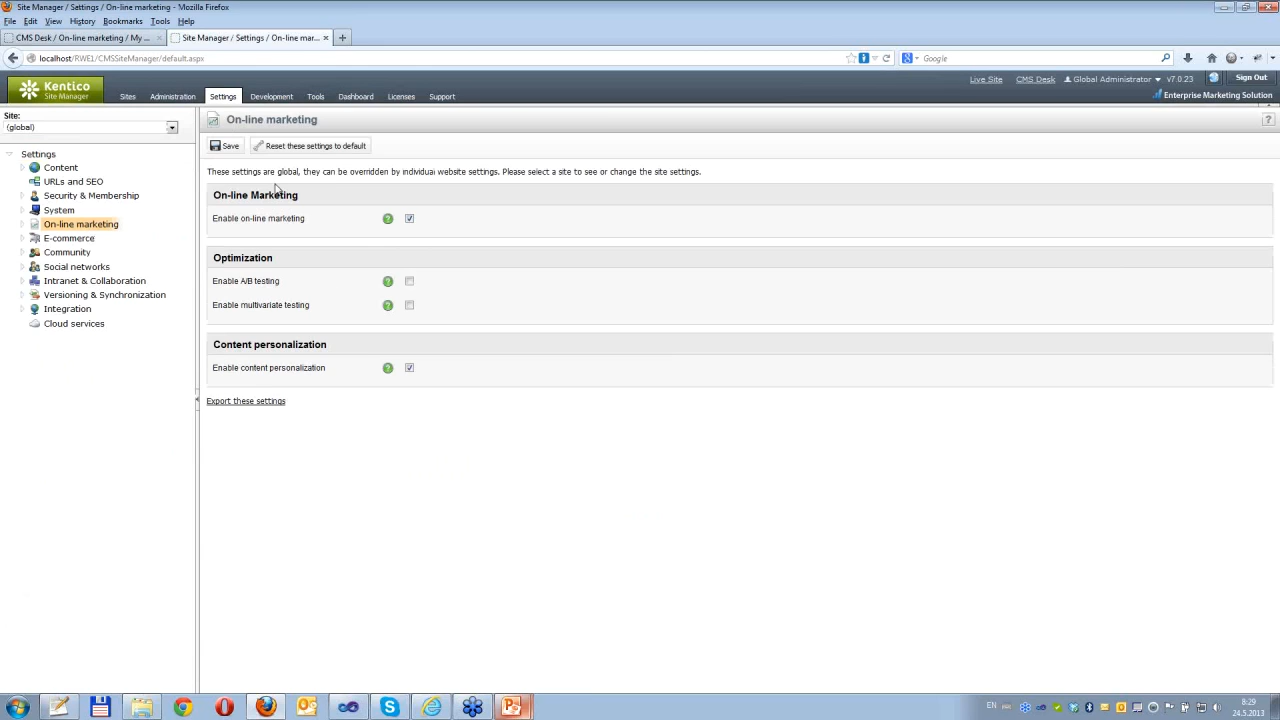 Site Manager / Settings / On-line marketing - Mozilla Firefox
File Edit View History Bookmarks Tools Help
CMS Desk / On-line marketing / My ... × Site Manager / Settings / On-line mar... × +
localhost/RWE1/CMSSiteManager/default.aspx Google
Kentico
Site Manager
Live Site CMS Desk Global Administrator v7.0.23 Sign Out
Sites Administration Settings Development Tools Dashboard Licenses Support Enterprise Marketing Solution
Site:
(global)
Settings
Content
URLs and SEO
Security & Membership
System
On-line marketing
E-commerce
Community
Social networks
Intranet & Collaboration
Versioning & Synchronization
Integration
Cloud services
On-line marketing ?
Save Reset these settings to default
These settings are global, they can be overridden by individual website settings. Please select a site to see or change the site settings.
On-line Marketing
Enable on-line marketing ?
Optimization
Enable A/B testing ?
Enable multivariate testing ?
Content personalization
Enable content personalization ?
Export these settings
EN
8:29
24.5.2013